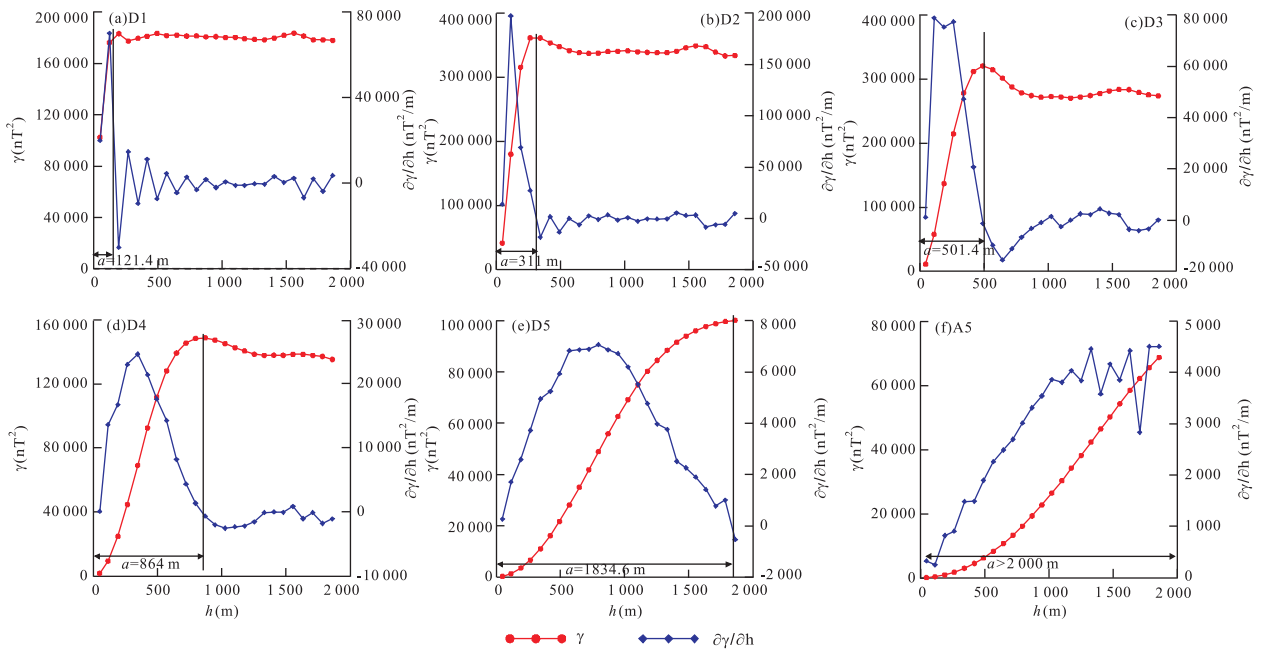 (a)D1
200 000
160 000
120 000
80 000
40 000
0
γ(nT²)
80 000
40 000
0
-40 000
∂γ/∂h (nT²/m)
a=121.4 m
0 500 1 000 1 500 2 000
(b)D2
400 000
300 000
200 000
100 000
0
γ(nT²)
200 000
150 000
100 000
50 000
0
-50 000
∂γ/∂h (nT²/m)
a=311 m
0 500 1 000 1 500 2 000
(c)D3
400 000
300 000
200 000
100 000
0
γ(nT²)
80 000
60 000
40 000
20 000
0
-20 000
∂γ/∂h (nT²/m)
a=501.4 m
0 500 1 000 1 500 2 000
(d)D4
160 000
120 000
80 000
40 000
0
γ(nT²)
30 000
20 000
10 000
0
-10 000
∂γ/∂h (nT²/m)
a=864 m
0 500 1 000 1 500 2 000
h(m)
(e)D5
100 000
80 000
60 000
40 000
20 000
0
γ(nT²)
8 000
6 000
4 000
2 000
0
-2 000
∂γ/∂h (nT²/m)
a=1834.6 m
0 500 1 000 1 500 2 000
h(m)
(f)A5
80 000
60 000
40 000
20 000
0
γ(nT²)
5 000
4 000
3 000
2 000
1 000
0
∂γ/∂h (nT²/m)
a>2 000 m
0 500 1 000 1 500 2 000
h(m)
γ
∂γ/∂h